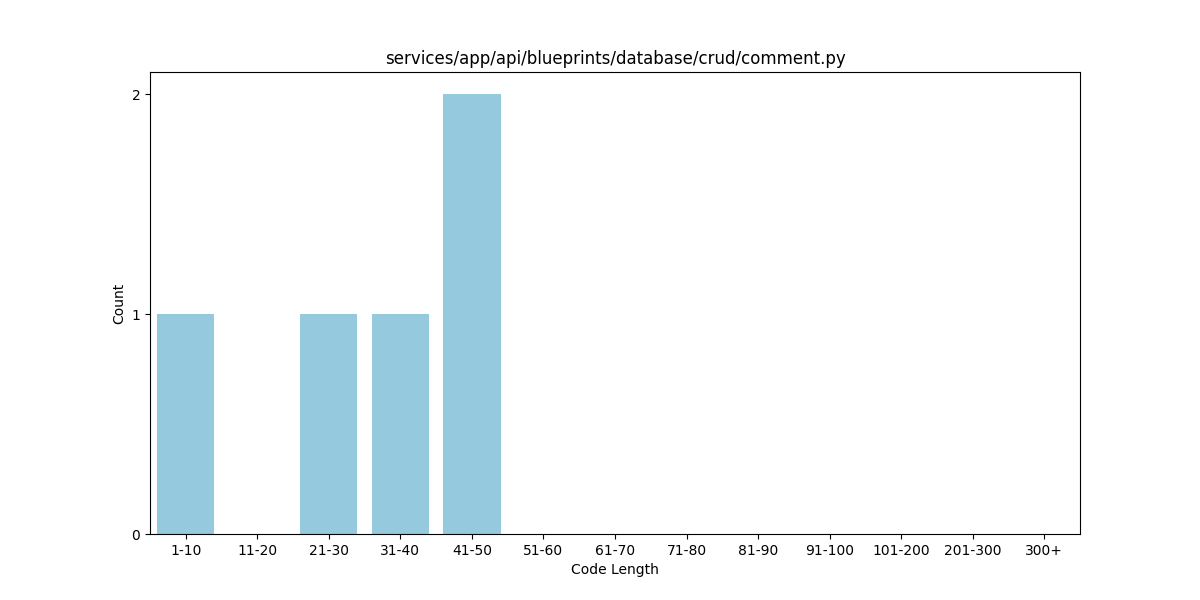 services/app/api/blueprints/database/crud/comment.py
2
1
0
Count
1-10 11-20 21-30 31-40 41-50 51-60 61-70 71-80 81-90 91-100 101-200 201-300 300+
Code Length